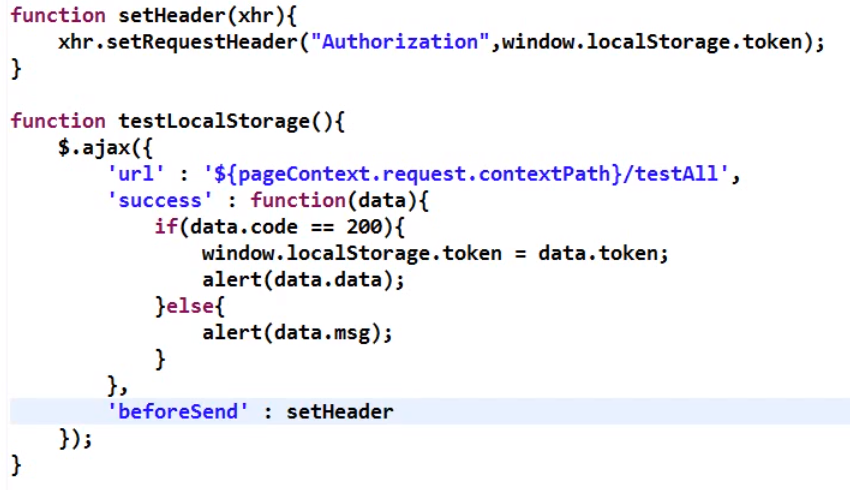 function setHeader(xhr){
    xhr.setRequestHeader("Authorization",window.localStorage.token);
}

function testLocalStorage(){
    $.ajax({
        'url' : '${pageContext.request.contextPath}/testAll',
        'success' : function(data){
            if(data.code == 200){
                window.localStorage.token = data.token;
                alert(data.data);
            }else{
                alert(data.msg);
            }
        },
        'beforeSend' : setHeader
    });
}